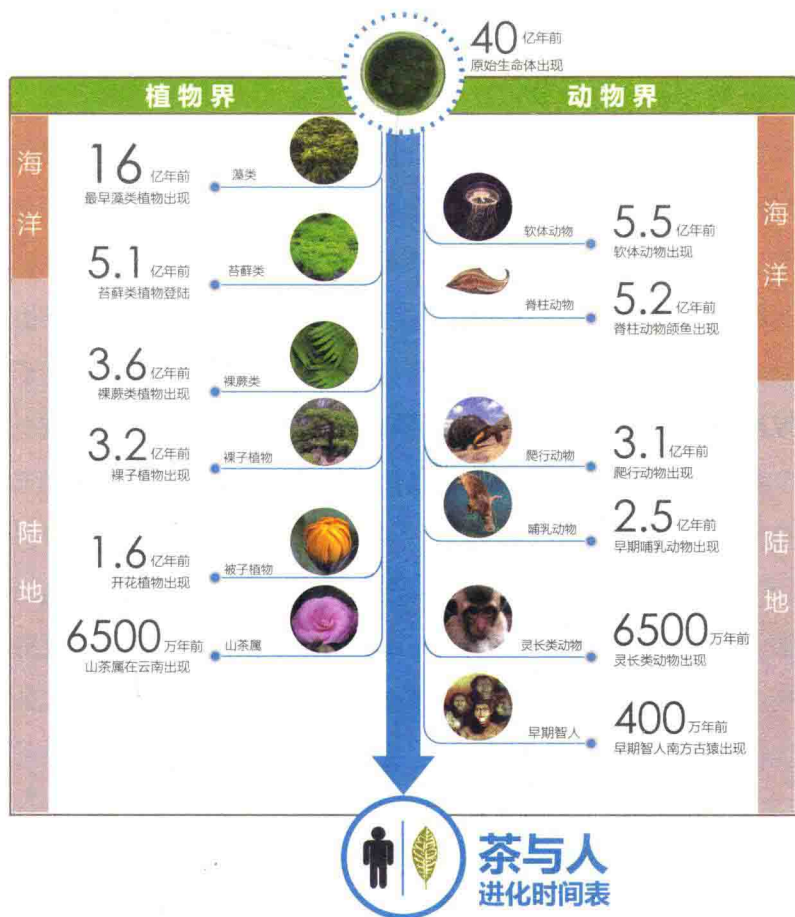 40 亿年前
原始生命体出现
植物界
动物界
海洋
陆地
16 亿年前
最早藻类植物出现
藻类
5.1 亿年前
苔藓类植物登陆
苔藓类
3.6 亿年前
裸蕨类植物出现
裸蕨类
3.2 亿年前
裸子植物出现
裸子植物
1.6 亿年前
开花植物出现
被子植物
6500 万年前
山茶属在云南出现
山茶属
海洋
陆地
软体动物
5.5 亿年前
软体动物出现
脊柱动物
5.2 亿年前
脊柱动物颌鱼出现
爬行动物
3.1 亿年前
爬行动物出现
哺乳动物
2.5 亿年前
早期哺乳动物出现
灵长类动物
6500 万年前
灵长类动物出现
早期智人
400 万年前
早期智人南方古猿出现
茶与人
进化时间表